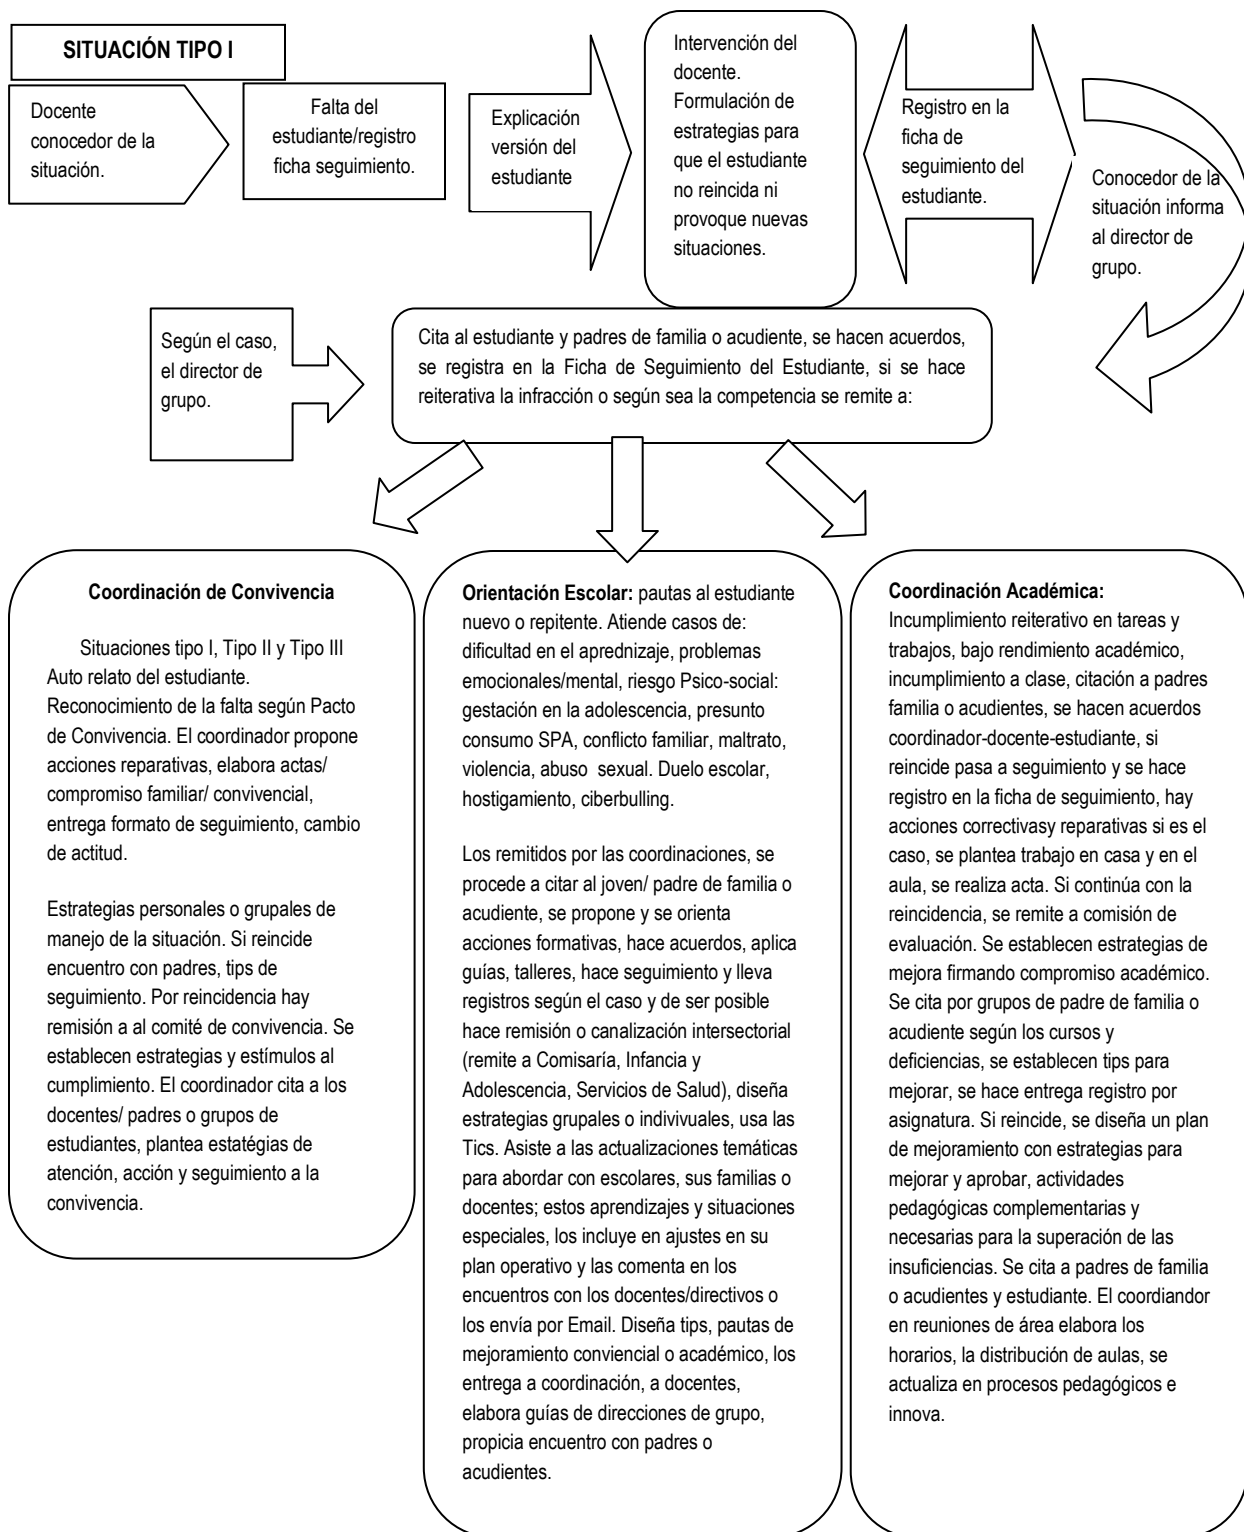 SITUACIÓN TIPO I
Docente
conocedor de la
situación.
Falta del
estudiante/registro
ficha seguimiento.
Explicación
versión del
estudiante
Intervención del
docente.
Formulación de
estrategias para
que el estudiante
no reincida ni
provoque nuevas
situaciones.
Registro en la
ficha de
seguimiento del
estudiante.
Conocedor de la
situación informa
al director de
grupo.
Según el caso,
el director de
grupo.
Cita al estudiante y padres de familia o acudiente, se hacen acuerdos,
se registra en la Ficha de Seguimiento del Estudiante, si se hace
reiterativa la infracción o según sea la competencia se remite a:
Coordinación de Convivencia
Situaciones tipo I, Tipo II y Tipo III
Auto relato del estudiante.
Reconocimiento de la falta según Pacto
de Convivencia. El coordinador propone
acciones reparativas, elabora actas/
compromiso familiar/ convivencial,
entrega formato de seguimiento, cambio
de actitud.
Estrategias personales o grupales de
manejo de la situación. Si reincide
encuentro con padres, tips de
seguimiento. Por reincidencia hay
remisión a al comité de convivencia. Se
establecen estrategias y estímulos al
cumplimiento. El coordinador cita a los
docentes/ padres o grupos de
estudiantes, plantea estatégias de
atención, acción y seguimiento a la
convivencia.
Orientación Escolar: pautas al estudiante
nuevo o repitente. Atiende casos de:
dificultad en el aprednizaje, problemas
emocionales/mental, riesgo Psico-social:
gestación en la adolescencia, presunto
consumo SPA, conflicto familiar, maltrato,
violencia, abuso  sexual. Duelo escolar,
hostigamiento, ciberbulling.
Los remitidos por las coordinaciones, se
procede a citar al joven/ padre de familia o
acudiente, se propone y se orienta
acciones formativas, hace acuerdos, aplica
guías, talleres, hace seguimiento y lleva
registros según el caso y de ser posible
hace remisión o canalización intersectorial
(remite a Comisaría, Infancia y
Adolescencia, Servicios de Salud), diseña
estrategias grupales o indivivuales, usa las
Tics. Asiste a las actualizaciones temáticas
para abordar con escolares, sus familias o
docentes; estos aprendizajes y situaciones
especiales, los incluye en ajustes en su
plan operativo y las comenta en los
encuentros con los docentes/directivos o
los envía por Email. Diseña tips, pautas de
mejoramiento conviencial o académico, los
entrega a coordinación, a docentes,
elabora guías de direcciones de grupo,
propicia encuentro con padres o
acudientes.
Coordinación Académica:
Incumplimiento reiterativo en tareas y
trabajos, bajo rendimiento académico,
incumplimiento a clase, citación a padres
familia o acudientes, se hacen acuerdos
coordinador-docente-estudiante, si
reincide pasa a seguimiento y se hace
registro en la ficha de seguimiento, hay
acciones correctivasy reparativas si es el
caso, se plantea trabajo en casa y en el
aula, se realiza acta. Si continúa con la
reincidencia, se remite a comisión de
evaluación. Se establecen estrategias de
mejora firmando compromiso académico.
Se cita por grupos de padre de familia o
acudiente según los cursos y
deficiencias, se establecen tips para
mejorar, se hace entrega registro por
asignatura. Si reincide, se diseña un plan
de mejoramiento con estrategias para
mejorar y aprobar, actividades
pedagógicas complementarias y
necesarias para la superación de las
insuficiencias. Se cita a padres de familia
o acudientes y estudiante. El coordiandor
en reuniones de área elabora los
horarios, la distribución de aulas, se
actualiza en procesos pedagógicos e
innova.